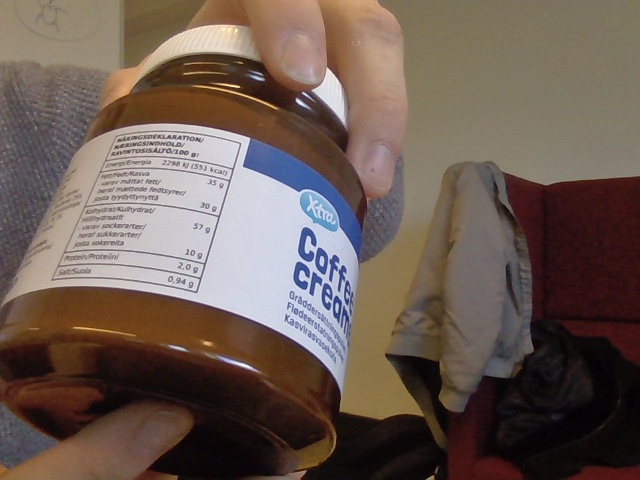 NÄRINGSDEKLARATION/
NÆRINGSINDHOLD/
RAVINTOSISÄLTÖ/100 g:
Energi/Energia 2298 kJ (551 kcal)
Fett/Fedt/Rasva 35 g
varav mättat fett/
heraf mættede fedtsyrer/
josta tyydyttynyttä 30 g
Kolhydrat/Kulhydrat/
Hiilihydraatit 57 g
- varav sockerarter/
heraf sukkerarter/
josta sokereita 10 g
Protein/Proteiini 2,0 g
Salt/Suola 0,94 g
X-tra
Coffee
cream